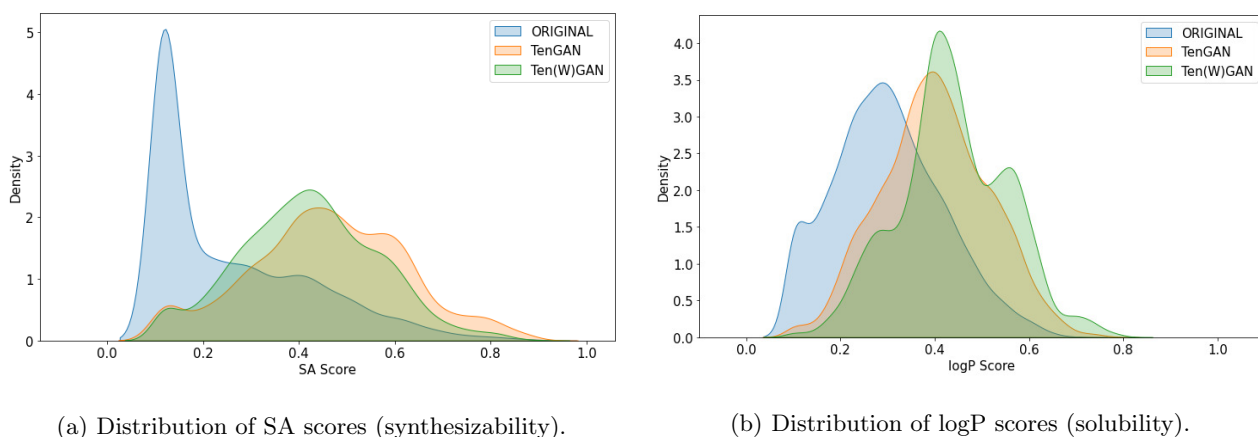 ORIGINAL
TenGAN
Ten(W)GAN
Density
5
4
3
2
1
0
0.0 0.2 0.4 0.6 0.8 1.0
SA Score
(a) Distribution of SA scores (synthesizability).
ORIGINAL
TenGAN
Ten(W)GAN
Density
4.0
3.5
3.0
2.5
2.0
1.5
1.0
0.5
0.0
0.0 0.2 0.4 0.6 0.8 1.0
logP Score
(b) Distribution of logP scores (solubility).